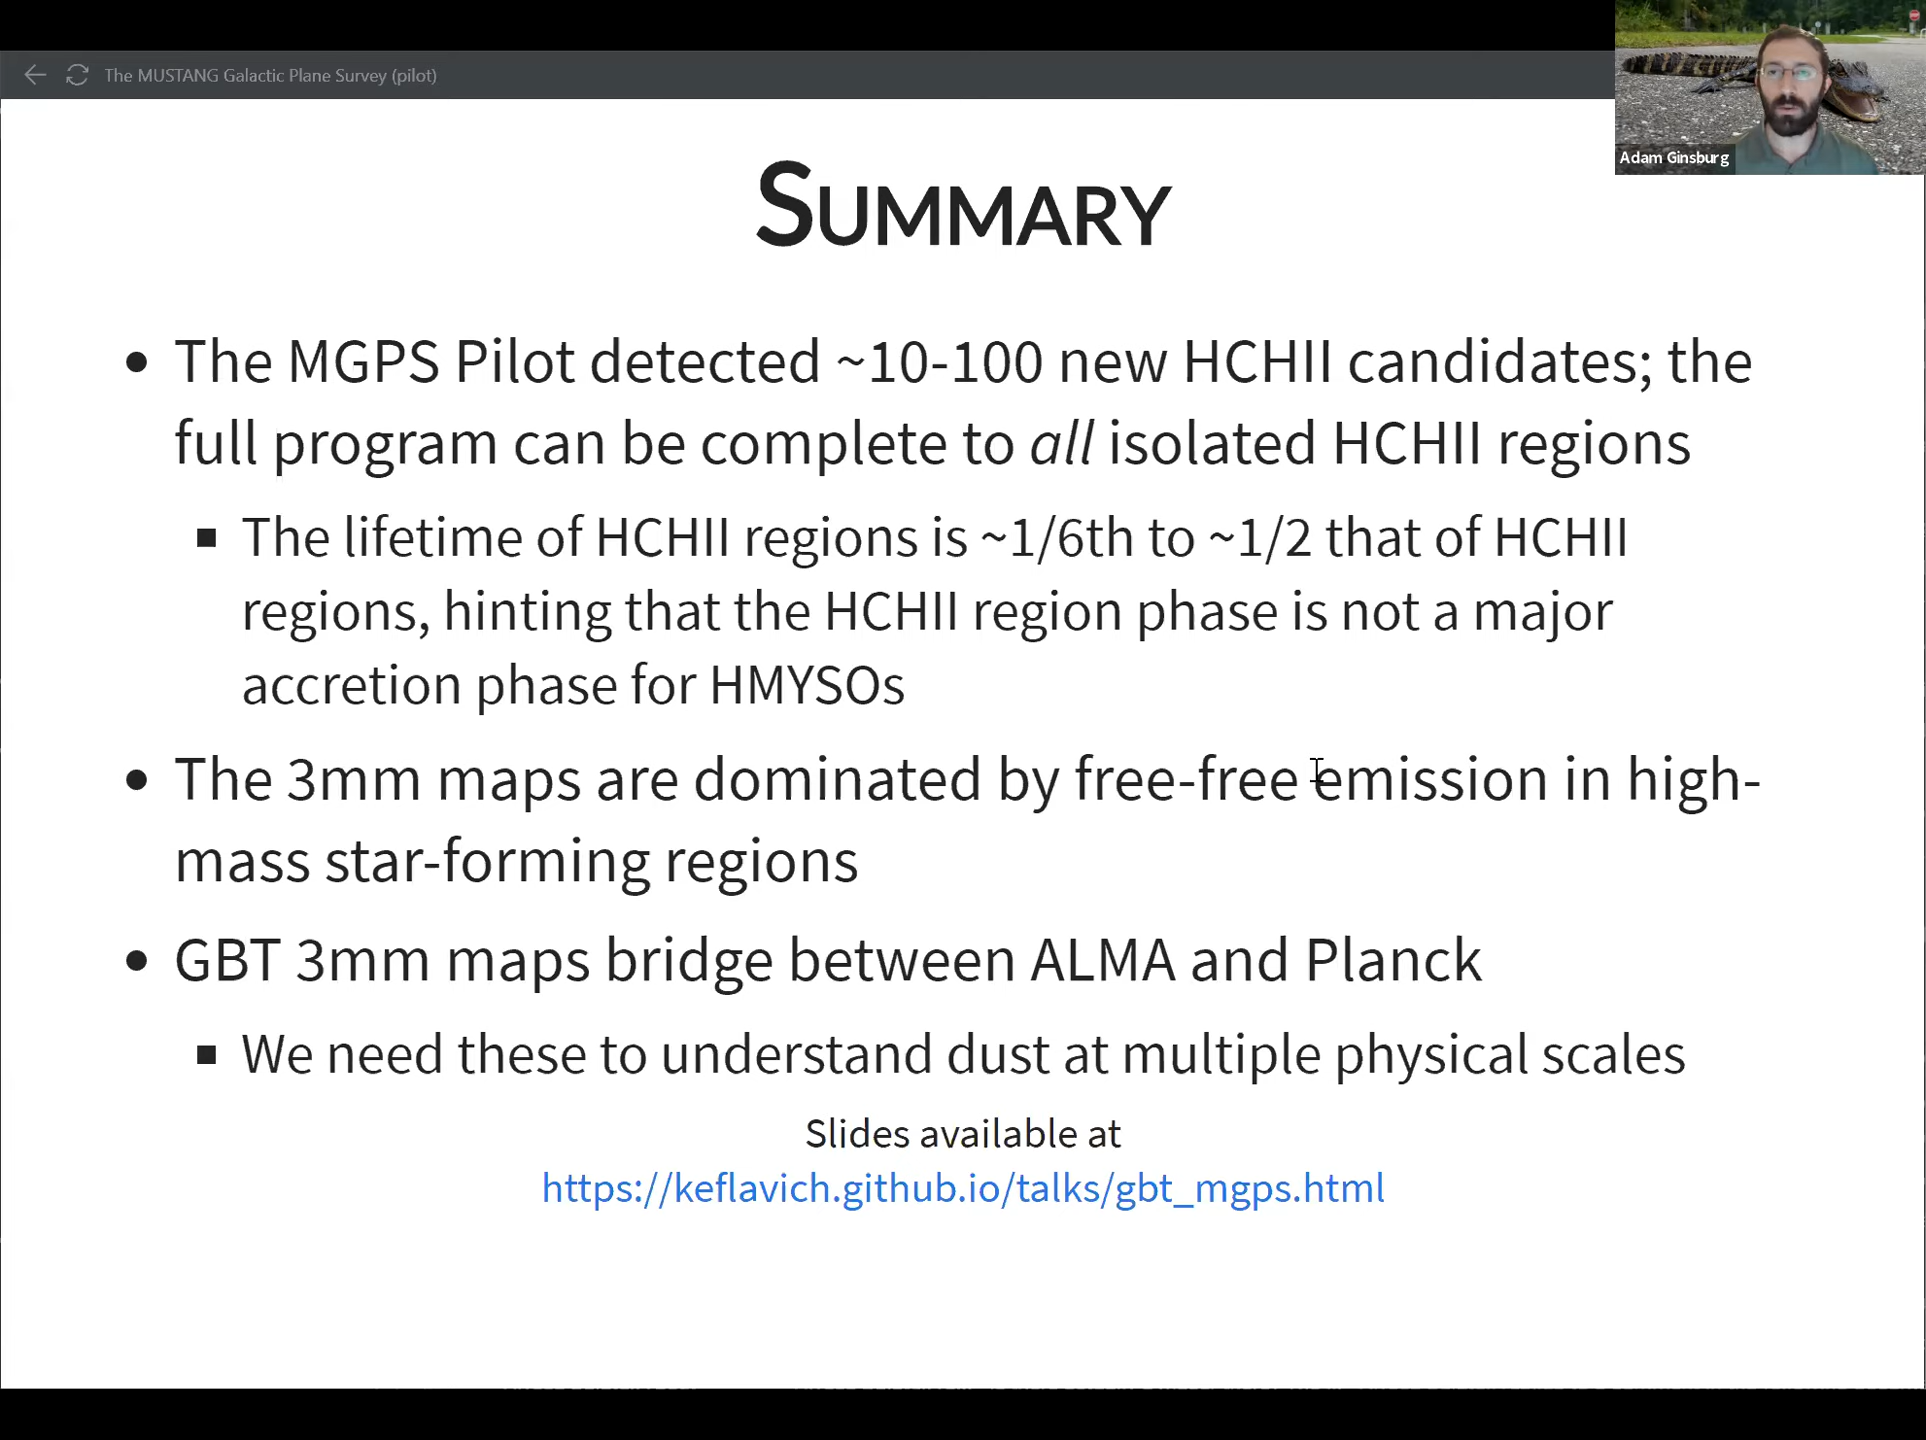 The MUSTANG Galactic Plane Survey (pilot)
Adam Ginsburg
SUMMARY
• The MGPS Pilot detected ~10-100 new HCHII candidates; the
full program can be complete to all isolated HCHII regions
▪ The lifetime of HCHII regions is ~1/6th to ~1/2 that of HCHII
regions, hinting that the HCHII region phase is not a major
accretion phase for HMYSOs
• The 3mm maps are dominated by free-free emission in high-
mass star-forming regions
• GBT 3mm maps bridge between ALMA and Planck
▪ We need these to understand dust at multiple physical scales
Slides available at
https://keflavich.github.io/talks/gbt_mgps.html